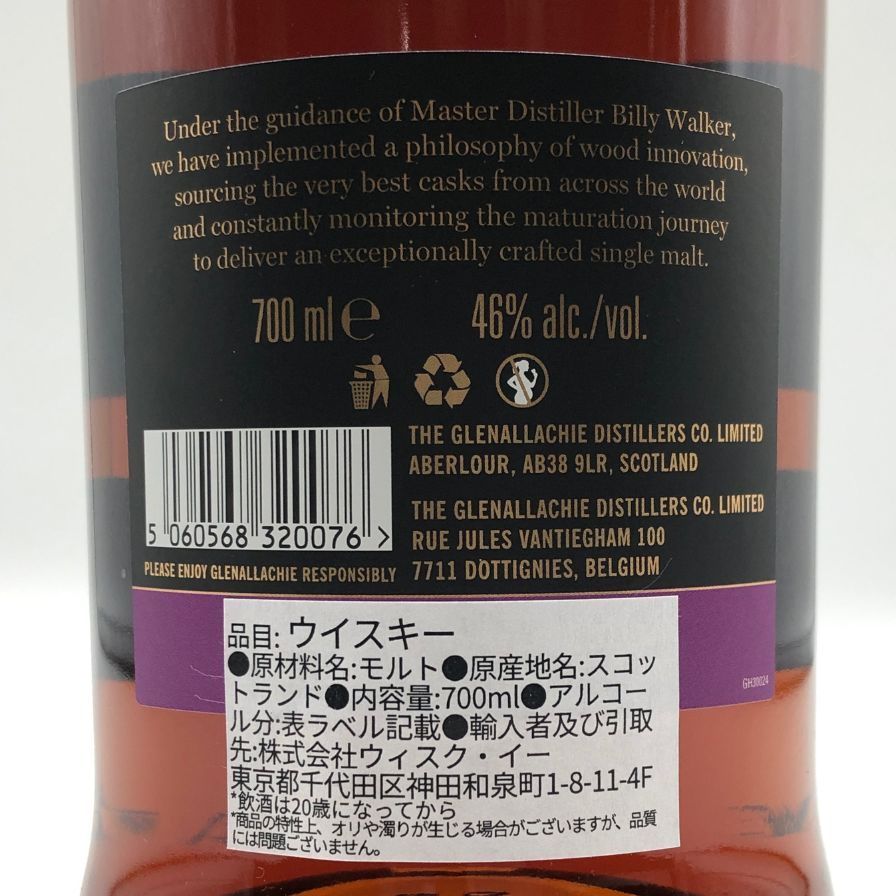 Under the guidance of Master Distiller Billy Walker,
we have implemented a philosophy of wood innovation,
sourcing the very best casks from across the world
and constantly monitoring the maturation journey
to deliver an exceptionally crafted single malt.
700 ml ℮
46% alc./vol.
THE GLENALLACHIE DISTILLERS CO. LIMITED
ABERLOUR, AB38 9LR, SCOTLAND
THE GLENALLACHIE DISTILLERS CO. LIMITED
RUE JULES VANTIEGHAM 100
7711 DOTTIGNIES, BELGIUM
5 060568 320076 >
PLEASE ENJOY GLENALLACHIE RESPONSIBLY
GH30024
品目: ウイスキー
●原材料名:モルト●原産地名:スコッ
トランド●内容量:700ml●アルコー
ル分:表ラベル記載●輸入者及び引取
先:株式会社ウィスク・イー
東京都千代田区神田和泉町1-8-11-4F
*飲酒は20歳になってから
*商品の特性上、オリや濁りが生じる場合がございますが、品質
には問題ございません。